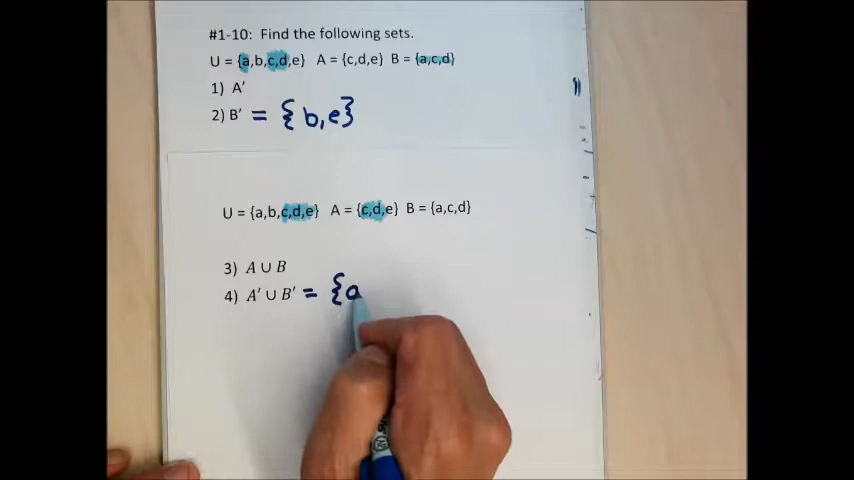 #1-10: Find the following sets.
U = {a,b,c,d,e} A = {c,d,e} B = {a,c,d}
1) A'
2) B' = {b,e}
U = {a,b,c,d,e} A = {c,d,e} B = {a,c,d}
3) A ∪ B
4) A' ∪ B' = {a